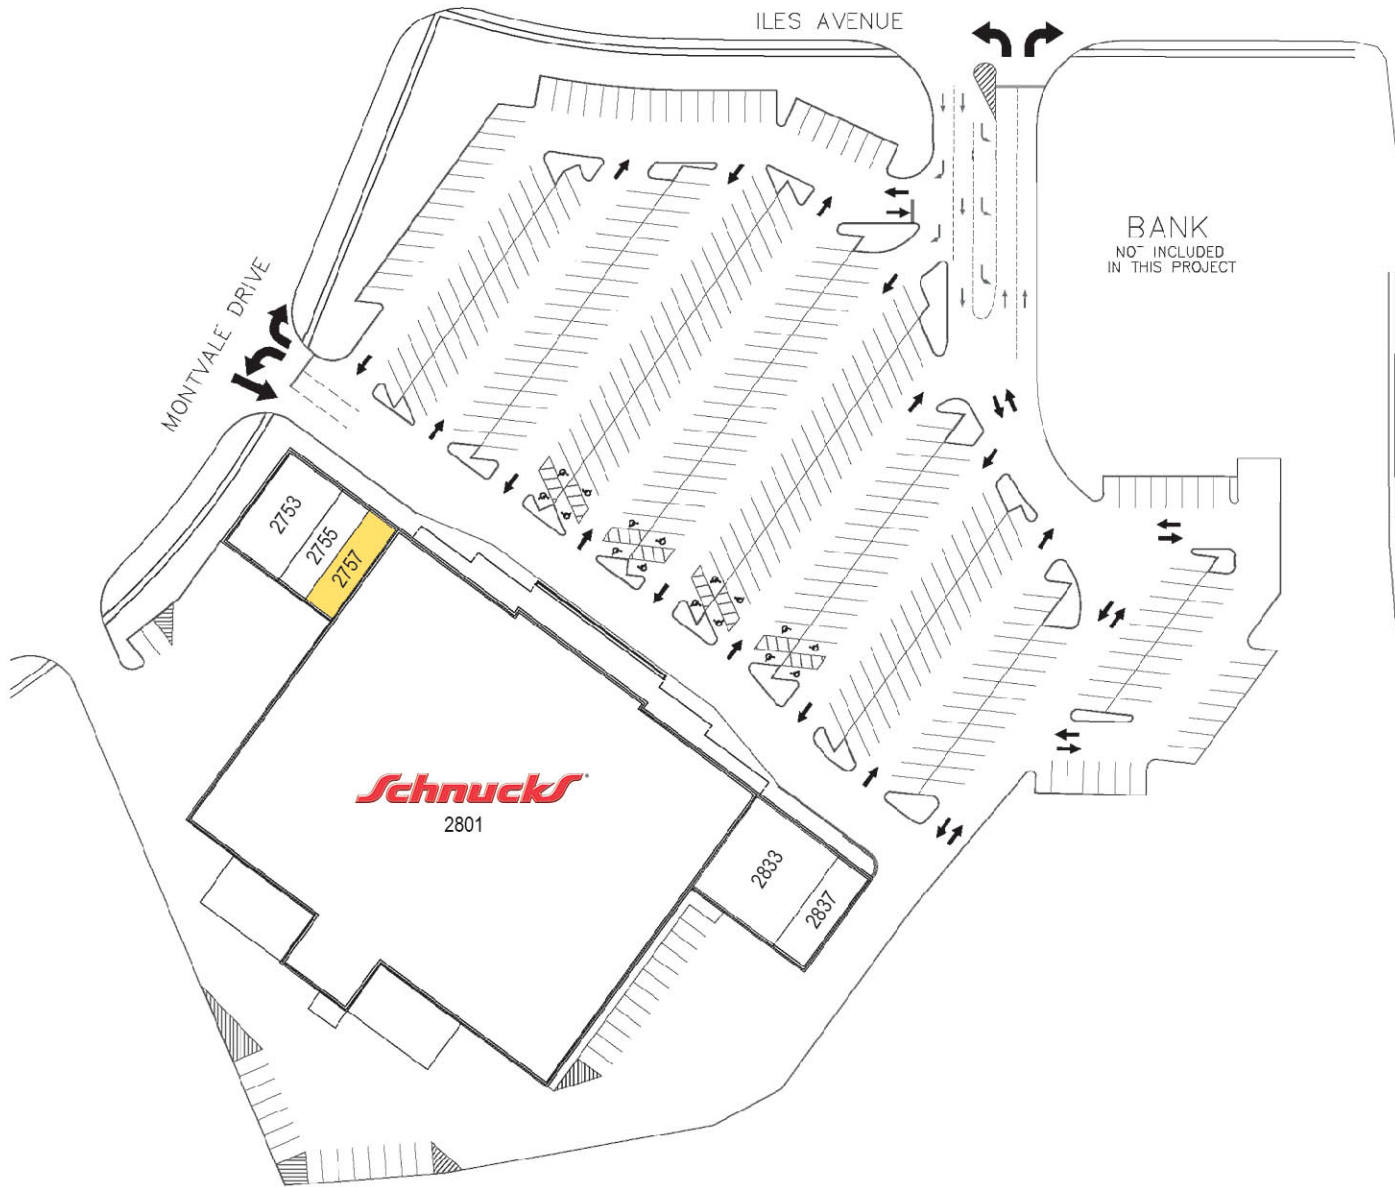 ILES AVENUE
BANK
NOT INCLUDED
IN THIS PROJECT
MONTVALE DRIVE
2753
2755
2757
Schnucks
2801
2833
2837